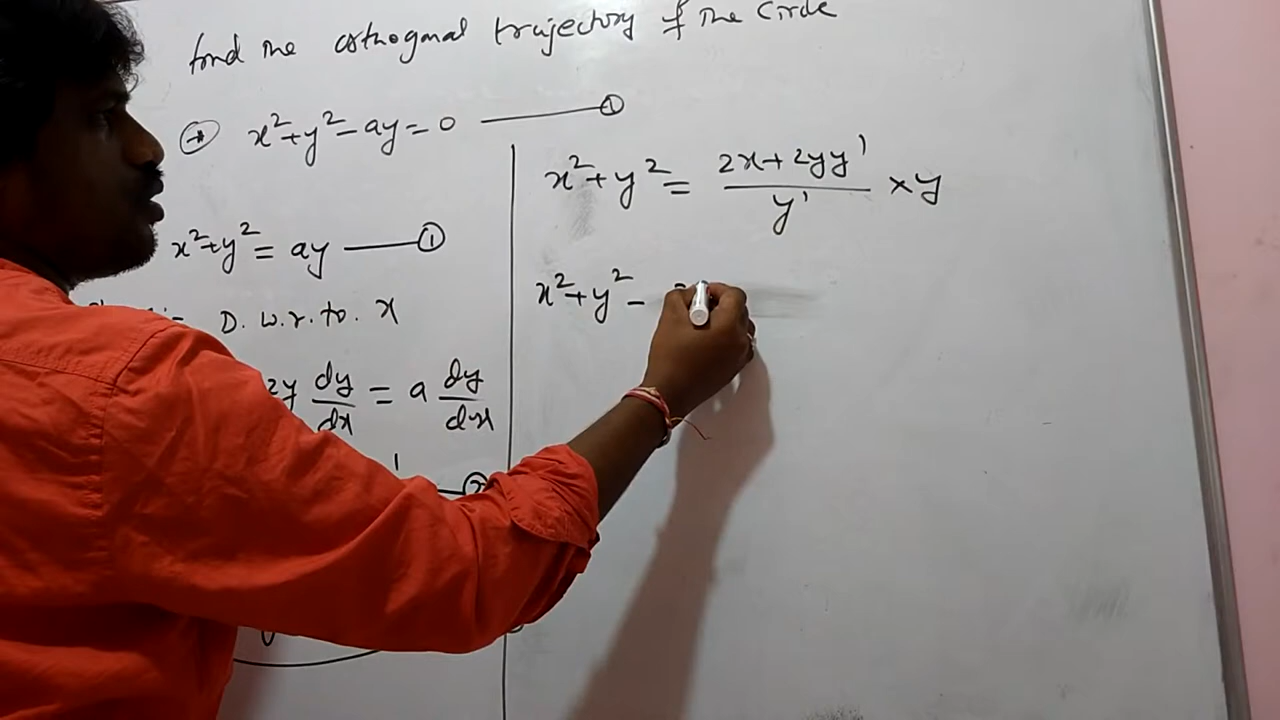 find the orthogonal trajectory of the Circle
* x²+y²-ay=0 ——— ①
x²+y²= ay ——— ①
D. w.r.to. x
2y dy/dx = a dy/dx
x²+y²= (2x+2yy')/y' ×y
x²+y²-